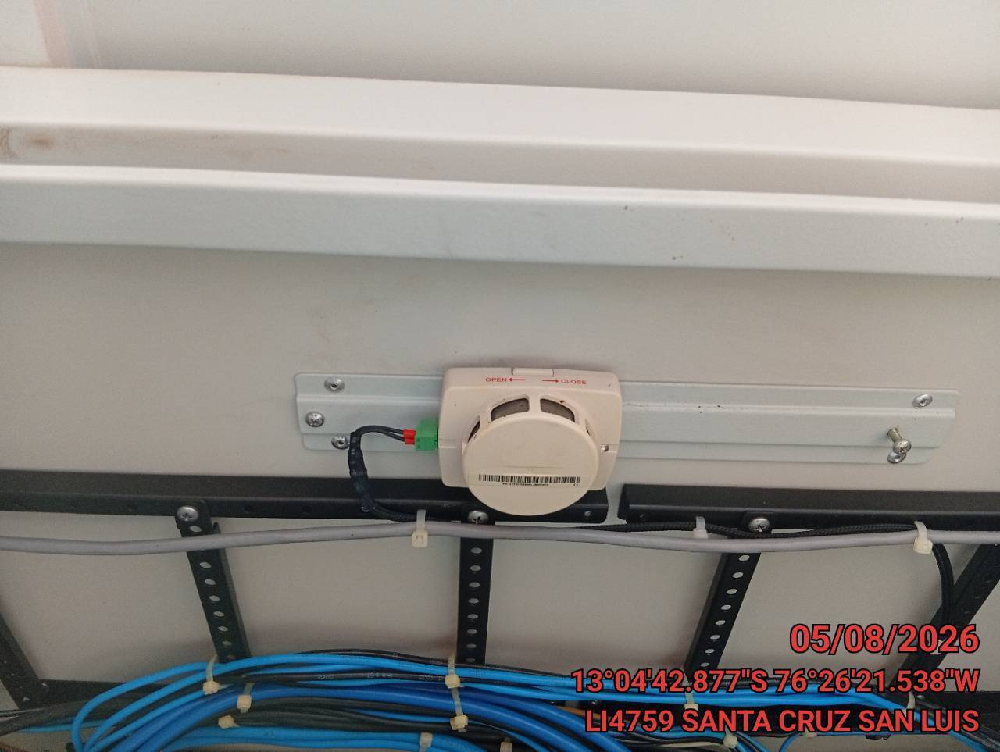 OPEN ← → CLOSE
05/08/2026
13°04'42.877"S 76°26'21.538"W
LI4759 SANTA CRUZ SAN LUIS